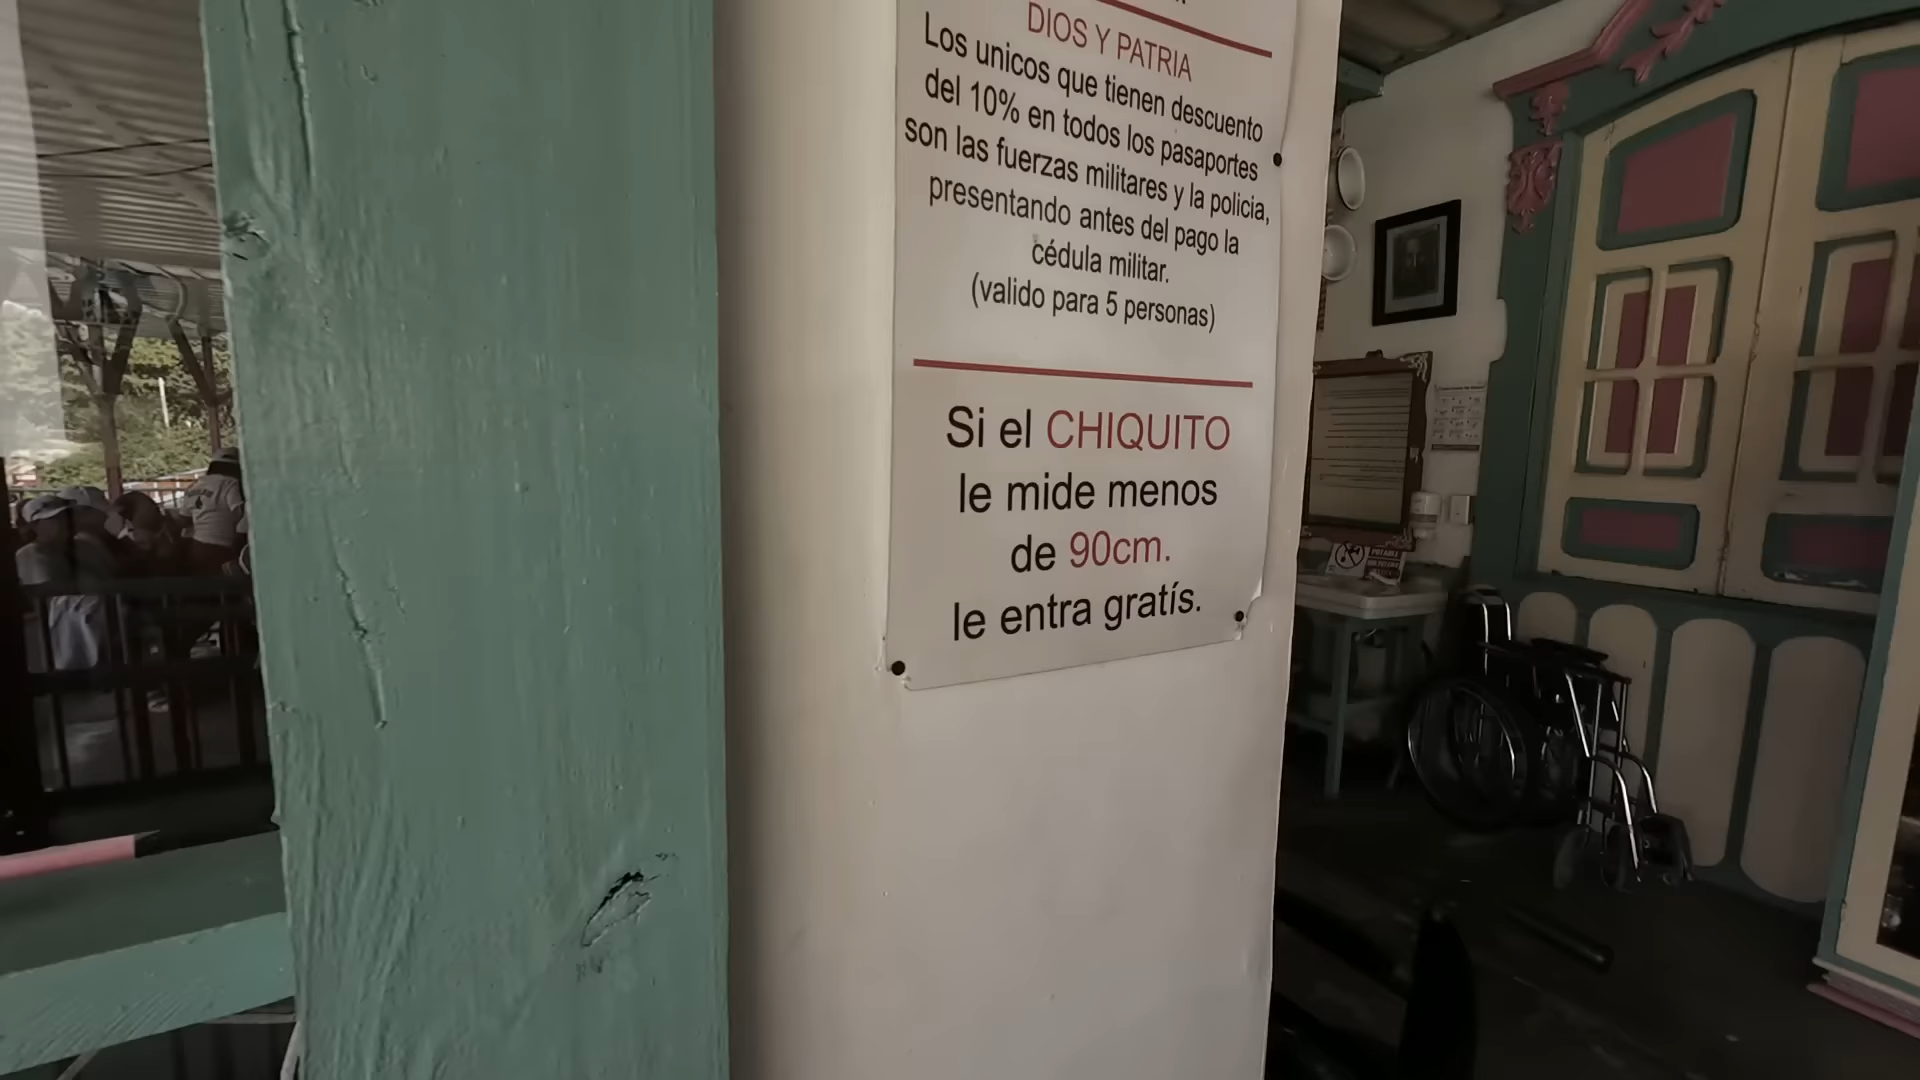 DIOS Y PATRIA
Los unicos que tienen descuento
del 10% en todos los pasaportes
son las fuerzas militares y la policia,
presentando antes del pago la
cédula militar.
(valido para 5 personas)
Si el CHIQUITO
le mide menos
de 90cm.
le entra gratís.